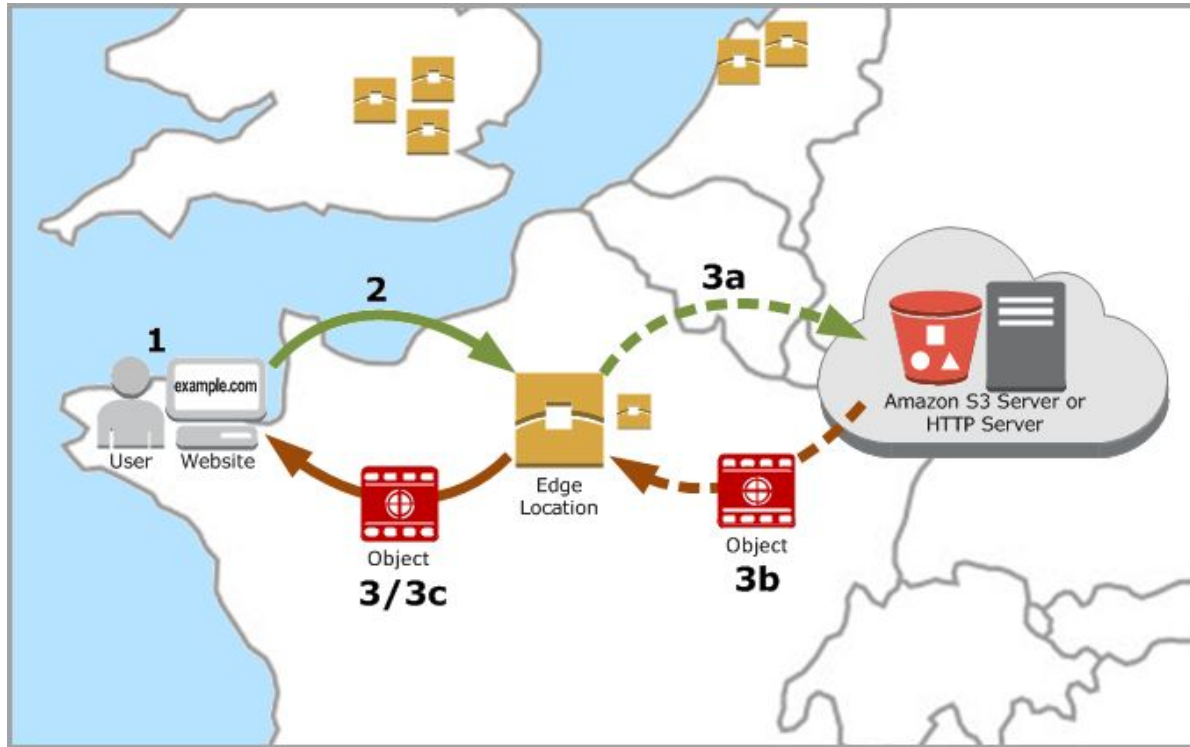 2
3a
1
example.com
User
Website
Edge
Location
Amazon S3 Server or
HTTP Server
Object
3/3c
Object
3b